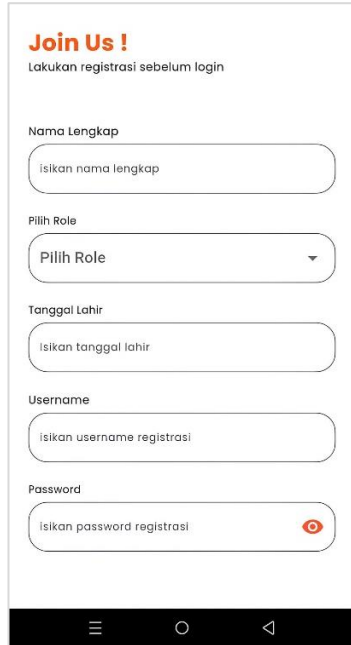 Join Us !
Lakukan registrasi sebelum login
Nama Lengkap
isikan nama lengkap
Pilih Role
Pilih Role
Tanggal Lahir
Isikan tanggal lahir
Username
isikan username registrasi
Password
isikan password registrasi